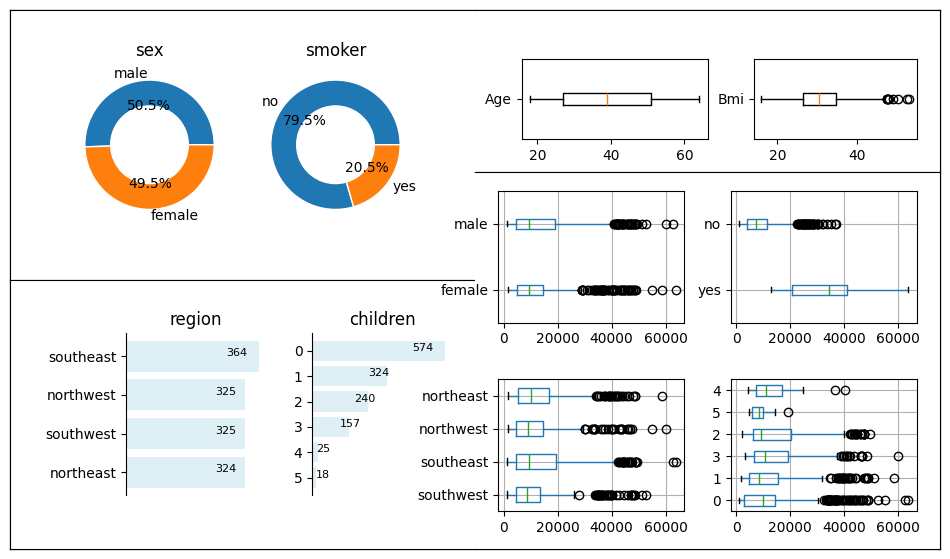 sex
male
50.5%
49.5%
female
smoker
no
79.5%
20.5%
yes
Age
20 40 60
Bmi
20 40
male
female
0 20000 40000 60000
no
yes
0 20000 40000 60000
region
southeast 364
northwest 325
southwest 325
northeast 324
children
0 574
1 324
2 240
3 157
4 25
5 18
northeast
northwest
southeast
southwest
0 20000 40000 60000
4
5
2
3
1
0
0 20000 40000 60000